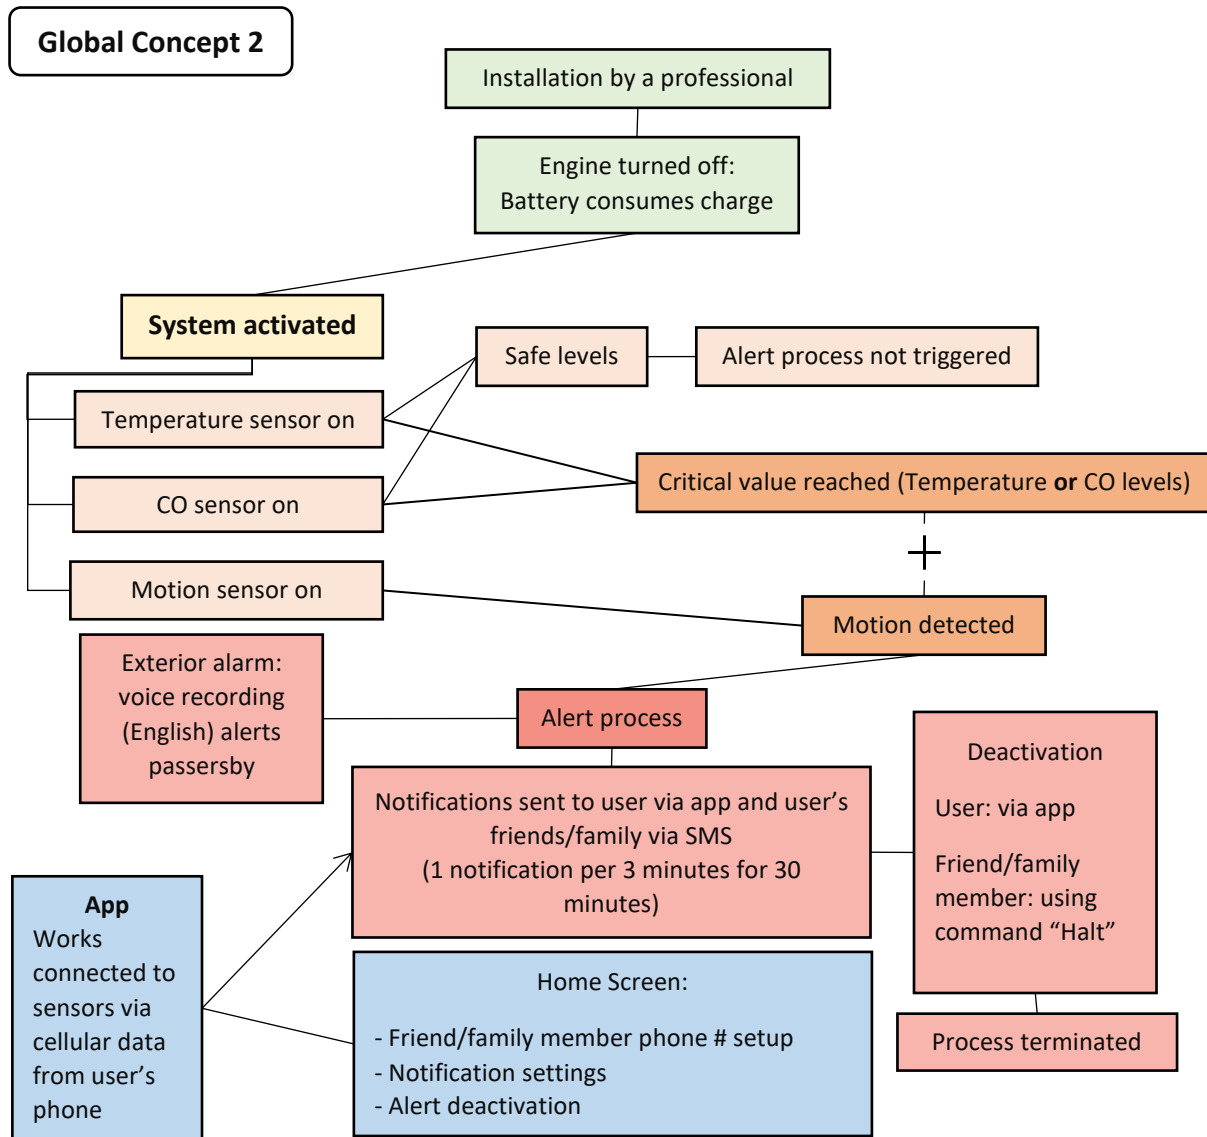 Global Concept 2
Installation by a professional
Engine turned off:
Battery consumes charge
System activated
Safe levels
Alert process not triggered
Temperature sensor on
CO sensor on
Critical value reached (Temperature or CO levels)
+
Motion sensor on
Motion detected
Exterior alarm:
voice recording
(English) alerts
passersby
Alert process
Notifications sent to user via app and user's
friends/family via SMS
(1 notification per 3 minutes for 30
minutes)
Deactivation
User: via app
Friend/family
member: using
command “Halt”
Process terminated
App
Works
connected to
sensors via
cellular data
from user's
phone
Home Screen:
- Friend/family member phone # setup
- Notification settings
- Alert deactivation